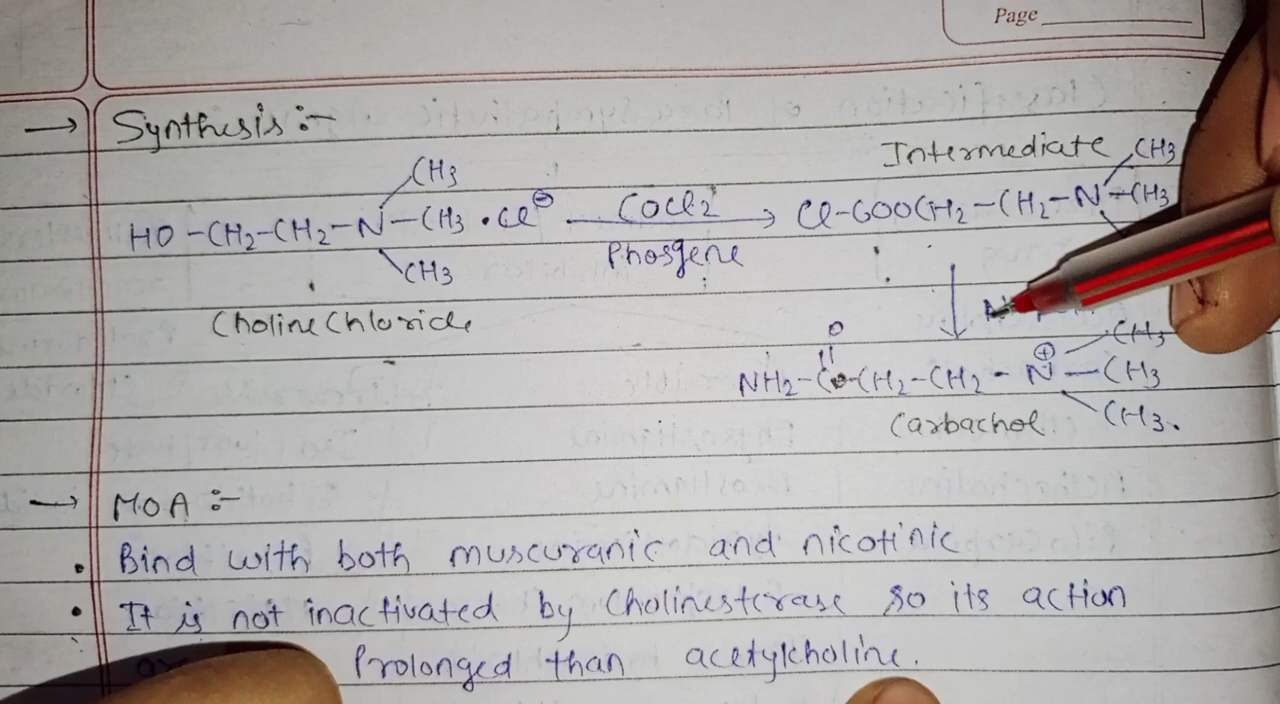 Page
→ Synthesis :-
Intermediate
CH3 CH3
HO-CH2-CH2-N-CH3 · Cl⊖ COCl2 → Cl-COOCH2-CH2-N-CH3
CH3 Phosgene
Choline Chloride
O
⊕ CH3
NH2-CO-CH2-CH2-N-CH3
Carbachol CH3.
→ MOA :-
• Bind with both muscuranic and nicotinic
• It is not inactivated by Cholinesterase so its action
Prolonged than acetylcholine.